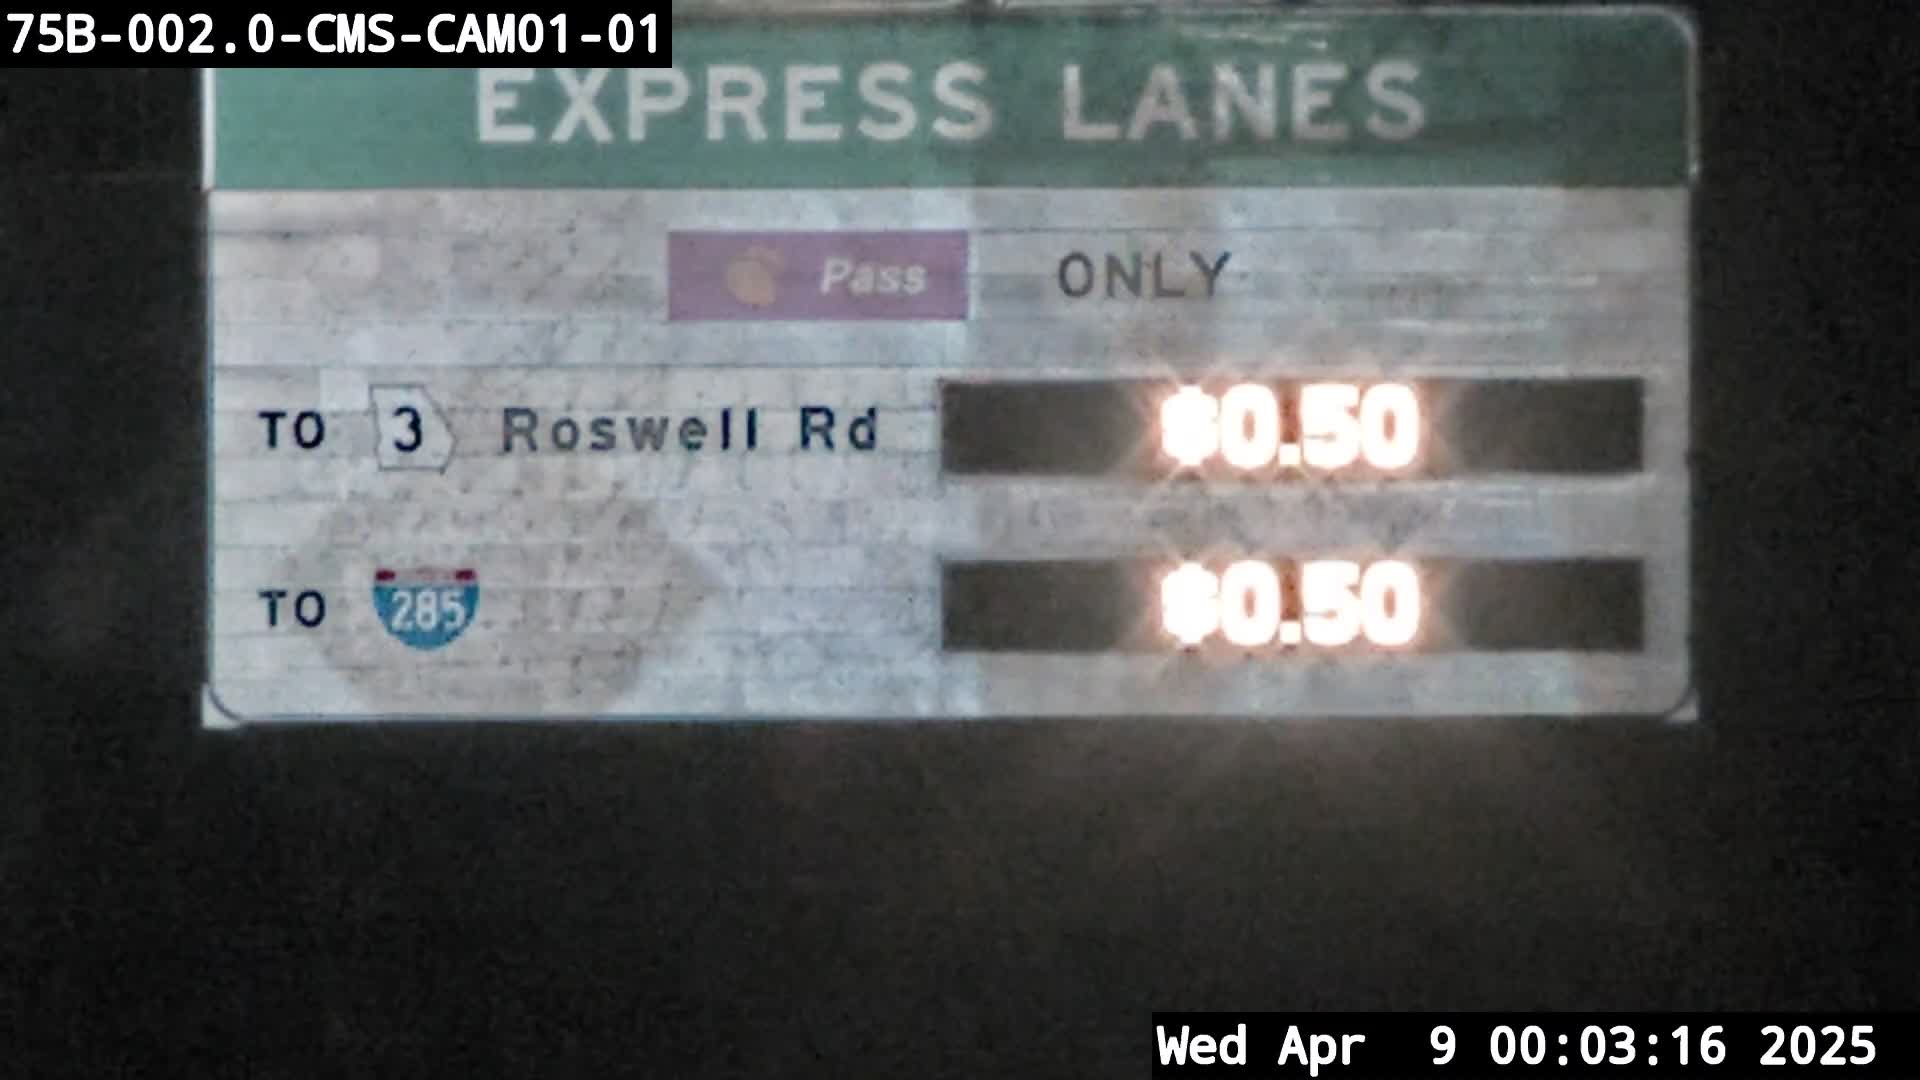 75B-002.0-CMS-CAM01-01
EXPRESS LANES
Pass ONLY
TO 3 Roswell Rd $0.50
TO 285 $0.50
Wed Apr 9 00:03:16 2025